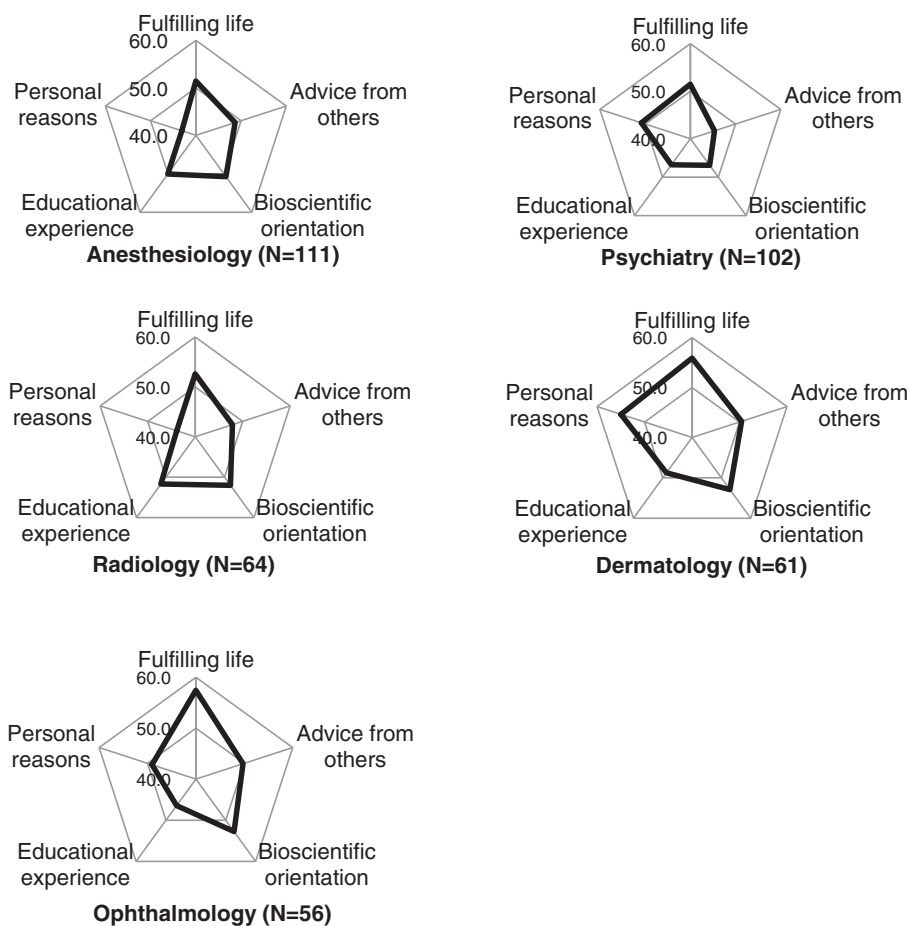 Fulfilling life
60.0
50.0
40.0
Personal
reasons
Advice from
others
Educational
experience
Bioscientific
orientation
Anesthesiology (N=111)
Fulfilling life
60.0
50.0
40.0
Personal
reasons
Advice from
others
Educational
experience
Bioscientific
orientation
Psychiatry (N=102)
Fulfilling life
60.0
50.0
40.0
Personal
reasons
Advice from
others
Educational
experience
Bioscientific
orientation
Radiology (N=64)
Fulfilling life
60.0
50.0
40.0
Personal
reasons
Advice from
others
Educational
experience
Bioscientific
orientation
Dermatology (N=61)
Fulfilling life
60.0
50.0
40.0
Personal
reasons
Advice from
others
Educational
experience
Bioscientific
orientation
Ophthalmology (N=56)